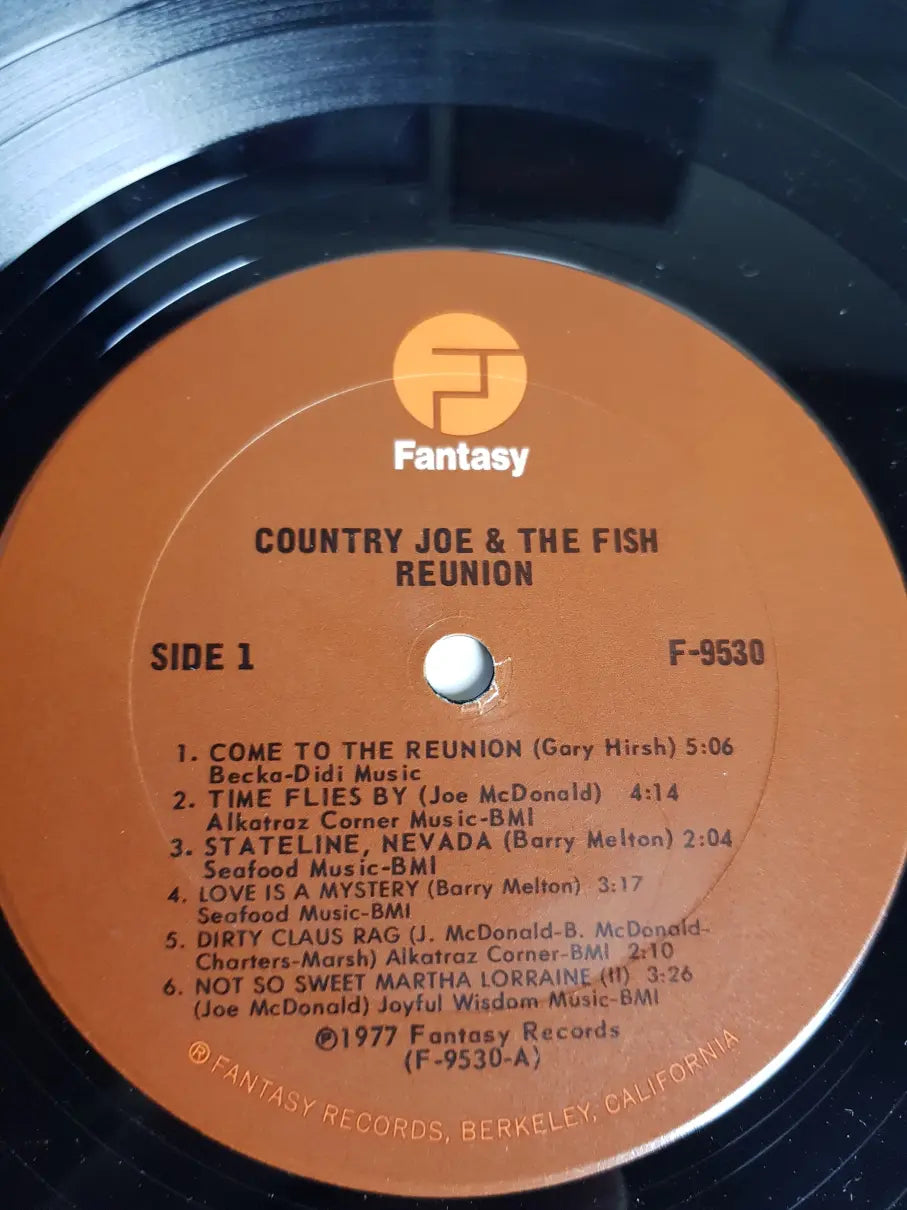 Fantasy
COUNTRY JOE & THE FISH
REUNION
SIDE 1
F-9530
1. COME TO THE REUNION (Gary Hirsh) 5:06
Becka-Didi Music
2. TIME FLIES BY (Joe McDonald) 4:14
Alkatraz Corner Music-BMI
3. STATELINE, NEVADA (Barry Melton) 2:04
Seafood Music-BMI
4. LOVE IS A MYSTERY (Barry Melton) 3:17
Seafood Music-BMI
5. DIRTY CLAUS RAG (J. McDonald-B. McDonald-
Charters-Marsh) Alkatraz Corner-BMI 2:10
6. NOT SO SWEET MARTHA LORRAINE (II) 3:26
(Joe McDonald) Joyful Wisdom Music-BMI
℗1977 Fantasy Records
(F-9530-A)
® FANTASY RECORDS, BERKELEY, CALIFORNIA